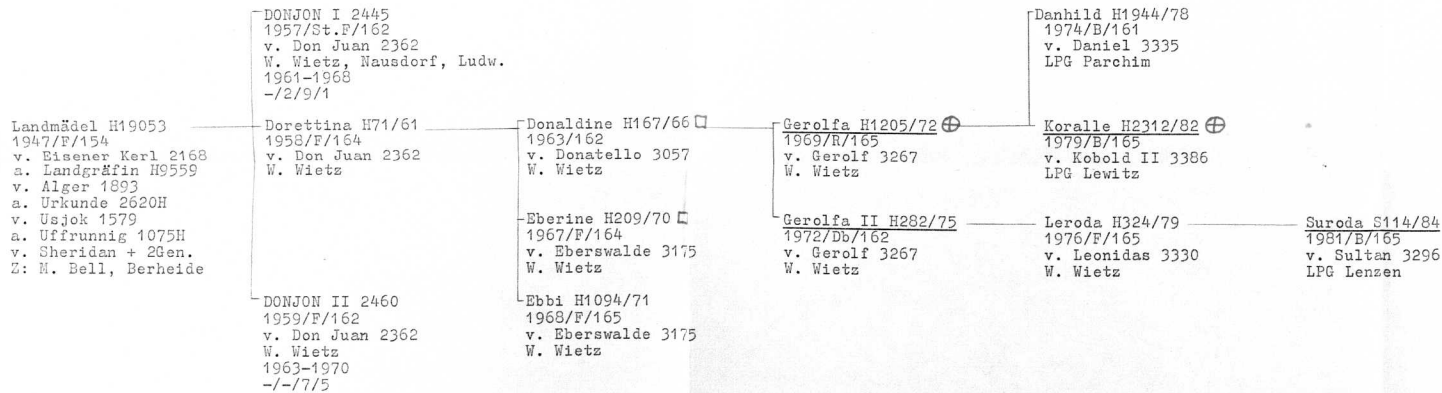 DONJON I 2445
1957/St.F/162
v. Don Juan 2362
W. Wietz, Nausdorf, Ludw.
1961-1968
-/2/9/1
Danhild H1944/78
1974/B/161
v. Daniel 3335
LPG Parchim
Landmädel H19053
1947/F/154
v. Eisener Kerl 2168
a. Landgräfin H9559
v. Alger 1893
a. Urkunde 2620H
v. Usjok 1579
a. Uffrunnig 1075H
v. Sheridan + 2Gen.
Z: M. Bell, Berheide
Dorettina H71/61
1958/F/164
v. Don Juan 2362
W. Wietz
Donaldine H167/66
1963/162
v. Donatello 3057
W. Wietz
Gerolfa H1205/72
1969/R/165
v. Gerolf 3267
W. Wietz
Koralle H2312/82
1979/B/165
v. Kobold II 3386
LPG Lewitz
Eberine H209/70
1967/F/164
v. Eberswalde 3175
W. Wietz
Gerolfa II H282/75
1972/Db/162
v. Gerolf 3267
W. Wietz
Leroda H324/79
1976/F/165
v. Leonidas 3330
W. Wietz
Suroda S114/84
1981/B/165
v. Sultan 3296
LPG Lenzen
DONJON II 2460
1959/F/162
v. Don Juan 2362
W. Wietz
1963-1970
-/-/7/5
Ebbi H1094/71
1968/F/165
v. Eberswalde 3175
W. Wietz